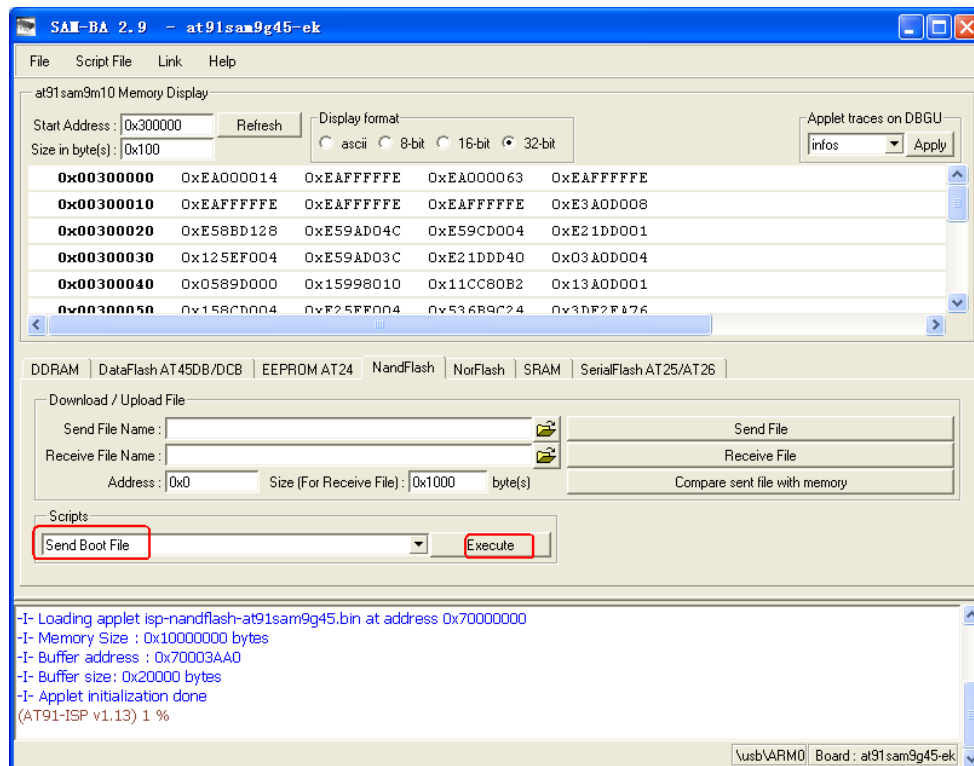 SAM-BA 2.9 - at91sam9g45-ek
File Script File Link Help
at91sam9m10 Memory Display
Start Address : 0x300000 Refresh
Size in byte(s) : 0x100
Display format
ascii 8-bit 16-bit 32-bit
Applet traces on DBGU
infos Apply
0x00300000 0xEA000014 0xEAFFFFFE 0xEA000063 0xEAFFFFFE
0x00300010 0xEAFFFFFE 0xEAFFFFFE 0xEAFFFFFE 0xE3A0D008
0x00300020 0xE58BD128 0xE59AD04C 0xE59CD004 0xE21DD001
0x00300030 0x125EF004 0xE59AD03C 0xE21DDD40 0x03A0D004
0x00300040 0x0589D000 0x15998010 0x11CC80B2 0x13A0D001
0x00300050 0x158CD004 0xE25EF004 0x536B9C24 0x3DF2FA76
DDRAM DataFlash AT45DB/DCB EEPROM AT24 NandFlash NorFlash SRAM SerialFlash AT25/AT26
Download / Upload File
Send File Name : Send File
Receive File Name : Receive File
Address : 0x0 Size (For Receive File) : 0x1000 byte(s) Compare sent file with memory
Scripts
Send Boot File Execute
-I- Loading applet isp-nandflash-at91sam9g45.bin at address 0x70000000
-I- Memory Size : 0x10000000 bytes
-I- Buffer address : 0x70003AA0
-I- Buffer size: 0x20000 bytes
-I- Applet initialization done
(AT91-ISP v1.13) 1 %
\usb\ARM0 Board : at91sam9g45-ek